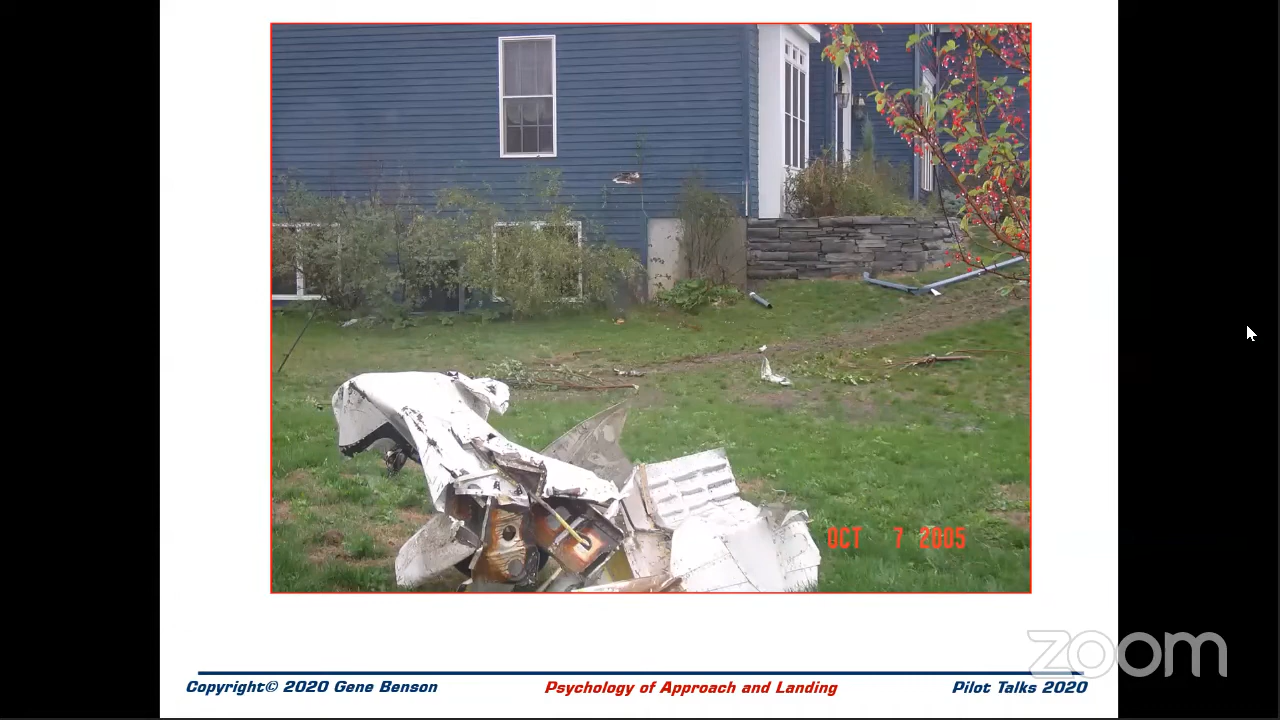 OCT 7 2005
zoom
Copyright© 2020 Gene Benson
Psychology of Approach and Landing
Pilot Talks 2020